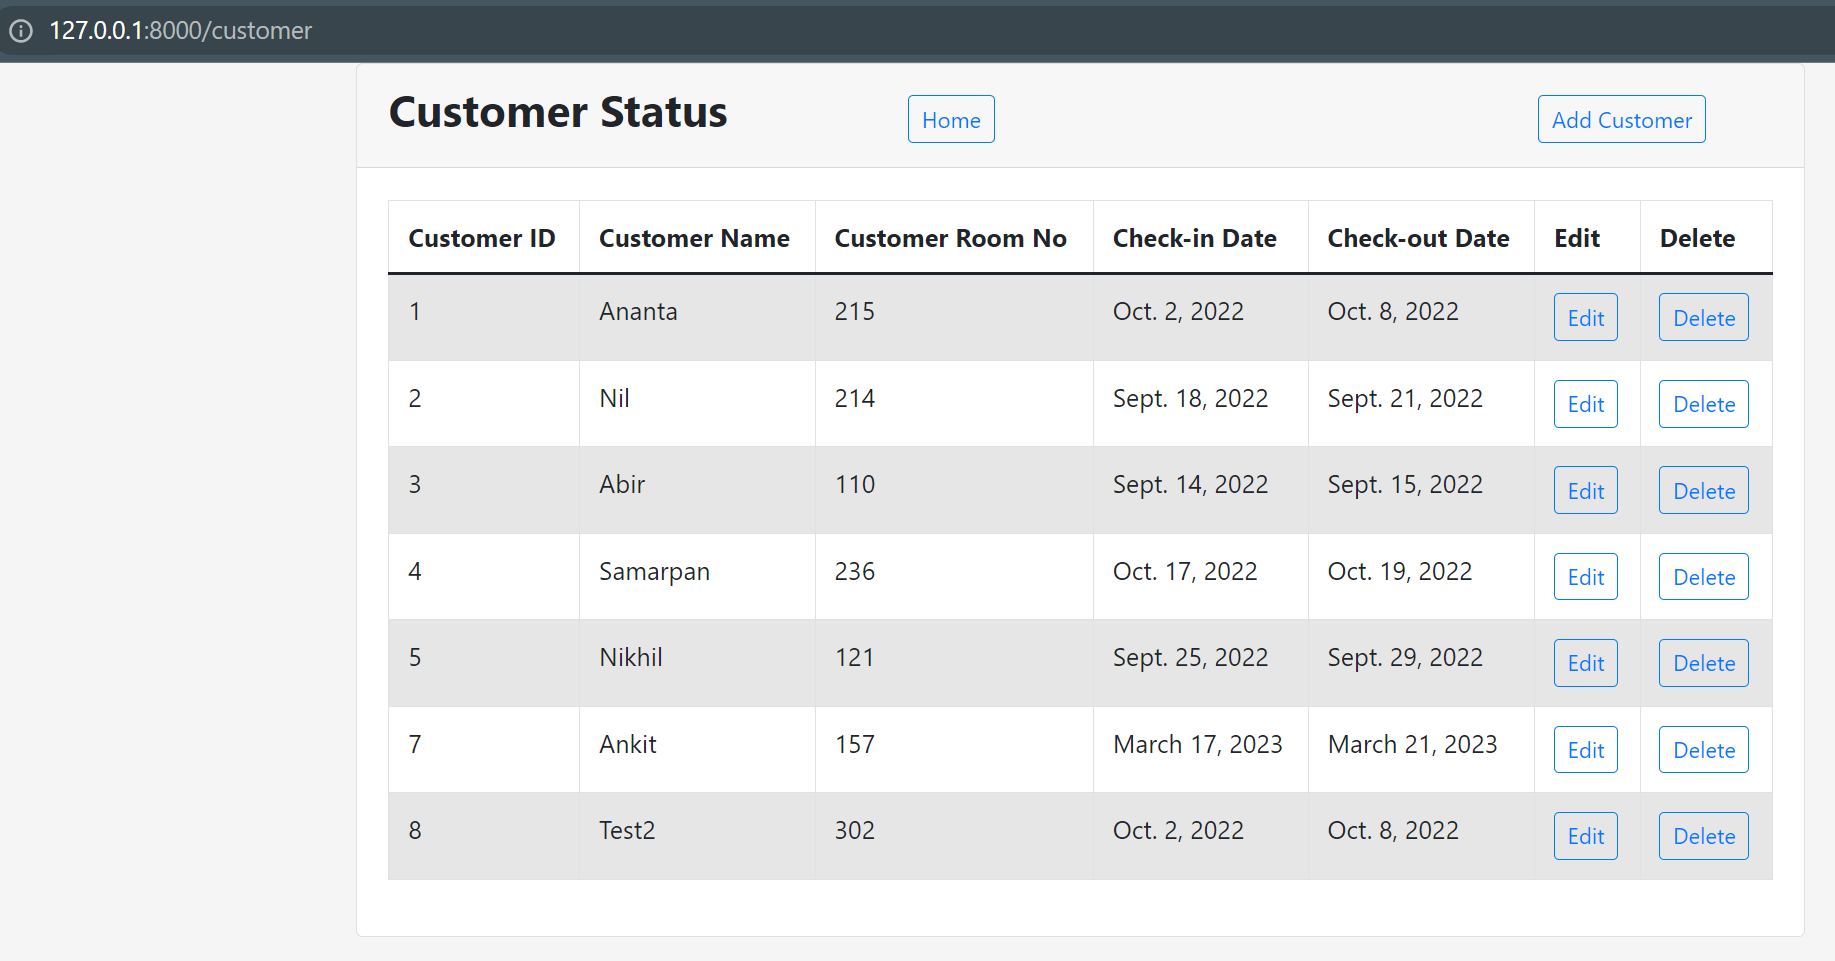 127.0.0.1:8000/customer
Customer Status Home Add Customer
Customer ID Customer Name Customer Room No Check-in Date Check-out Date Edit Delete
1 Ananta 215 Oct. 2, 2022 Oct. 8, 2022 Edit Delete
2 Nil 214 Sept. 18, 2022 Sept. 21, 2022 Edit Delete
3 Abir 110 Sept. 14, 2022 Sept. 15, 2022 Edit Delete
4 Samarpan 236 Oct. 17, 2022 Oct. 19, 2022 Edit Delete
5 Nikhil 121 Sept. 25, 2022 Sept. 29, 2022 Edit Delete
7 Ankit 157 March 17, 2023 March 21, 2023 Edit Delete
8 Test2 302 Oct. 2, 2022 Oct. 8, 2022 Edit Delete